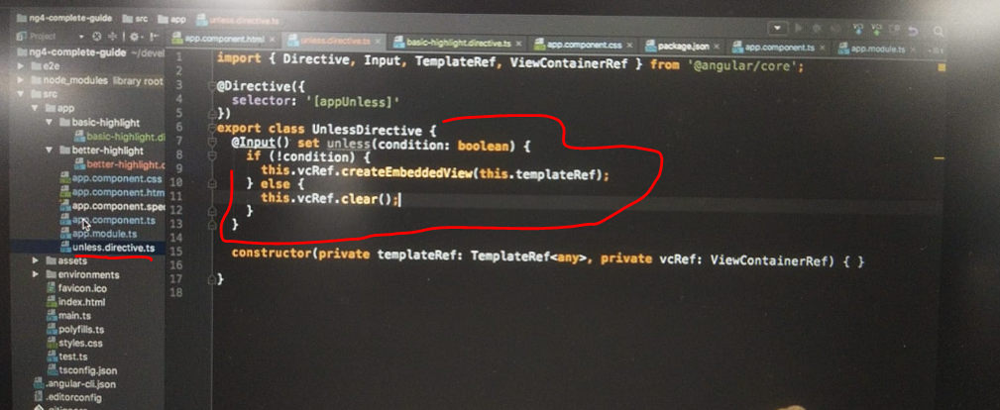 ng4-complete-guide src app unless.directive.ts
Project
app.component.html unless.directive.ts basic-highlight.directive.ts app.component.css package.json app.component.ts app.module.ts
ng4-complete-guide ~/devel
e2e
node_modules library root
src
app
basic-highlight
basic-highlight.di
better-highlight
better-highlight.c
app.component.css
app.component.htm
app.component.spec
app.component.ts
app.module.ts
unless.directive.ts
assets
environments
favicon.ico
index.html
main.ts
polyfills.ts
styles.css
test.ts
tsconfig.json
.angular-cli.json
.editorconfig
1 import { Directive, Input, TemplateRef, ViewContainerRef } from '@angular/core';
2
3 @Directive({
4 selector: '[appUnless]'
5 })
6 export class UnlessDirective {
7 @Input() set unless(condition: boolean) {
8 if (!condition) {
9 this.vcRef.createEmbeddedView(this.templateRef);
10 } else {
11 this.vcRef.clear();
12 }
13 }
14
15 constructor(private templateRef: TemplateRef<any>, private vcRef: ViewContainerRef) { }
16
17 }
18